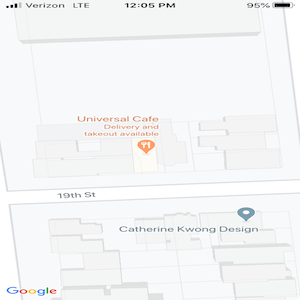 Verizon LTE 12:05 PM 95%
Universal Cafe
Delivery and
takeout available
19th St
Catherine Kwong Design
Google